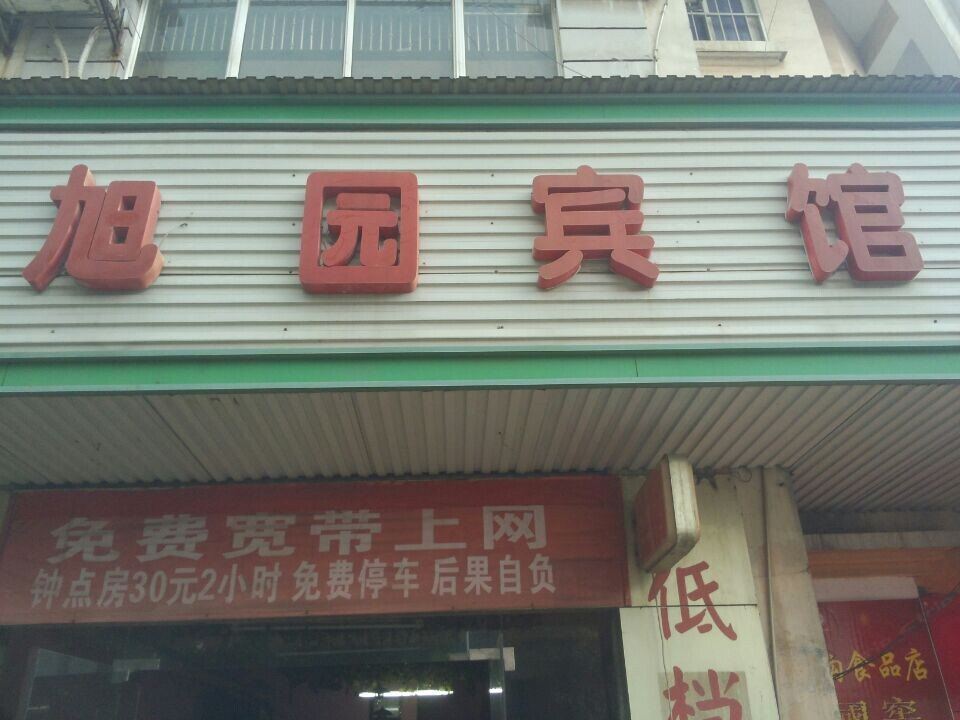 旭园宾馆
免费宽带上网
钟点房30元2小时 免费停车 后果自负
低档
食品店